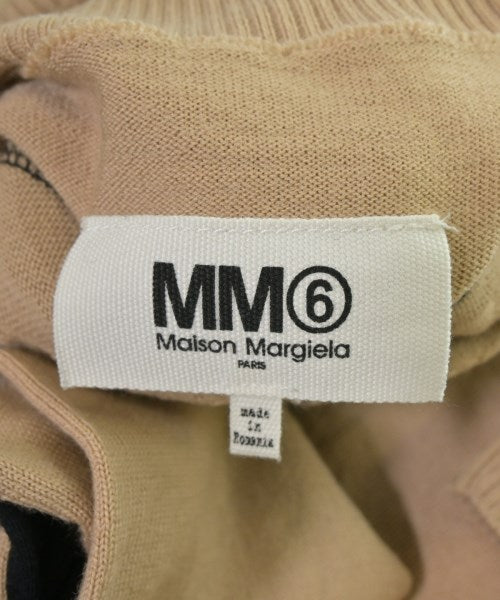 MM⑥
Maison Margiela
PARIS
made
in
Romania